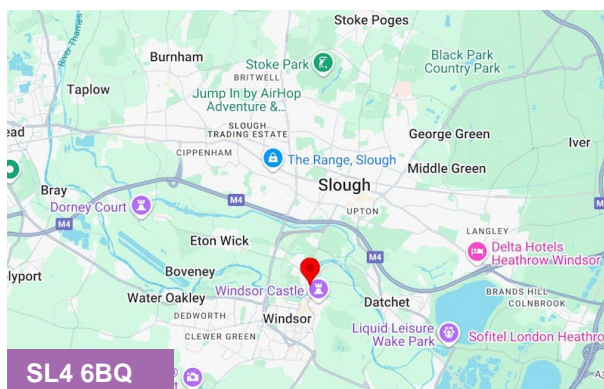 Stoke Poges
River Thames
Burnham
Stoke Park
Black Park
Country Park
BRITWELL
Taplow
Jump In by AirHop
Adventure &...
SLOUGH
TRADING ESTATE
George Green
Iver
ead
CIPPENHAM
The Range, Slough
Middle Green
Bray
Slough
M4
Dorney Court
M4
UPTON
M4
LANGLEY
Eton Wick
Delta Hotels
Heathrow Windsor
olyport
Boveney
Windsor Castle
BRANDS HILL
COLNBROOK
Water Oakley
Datchet
DEDWORTH
Windsor
Liquid Leisure
Wake Park
Sofitel London Heathro
CLEWER GREEN
A3
SL4 6BQ